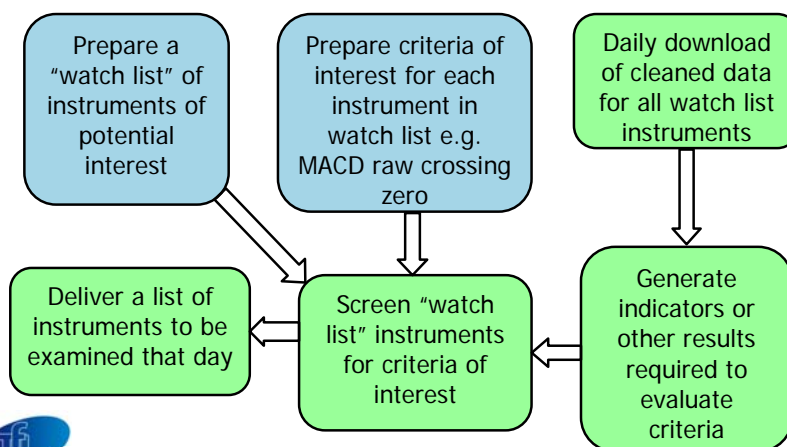 Prepare a
“watch list” of
instruments of
potential
interest
Prepare criteria of
interest for each
instrument in
watch list e.g.
MACD raw crossing
zero
Daily download
of cleaned data
for all watch list
instruments
Deliver a list of
instruments to be
examined that day
Screen “watch
list” instruments
for criteria of
interest
Generate
indicators or
other results
required to
evaluate
criteria